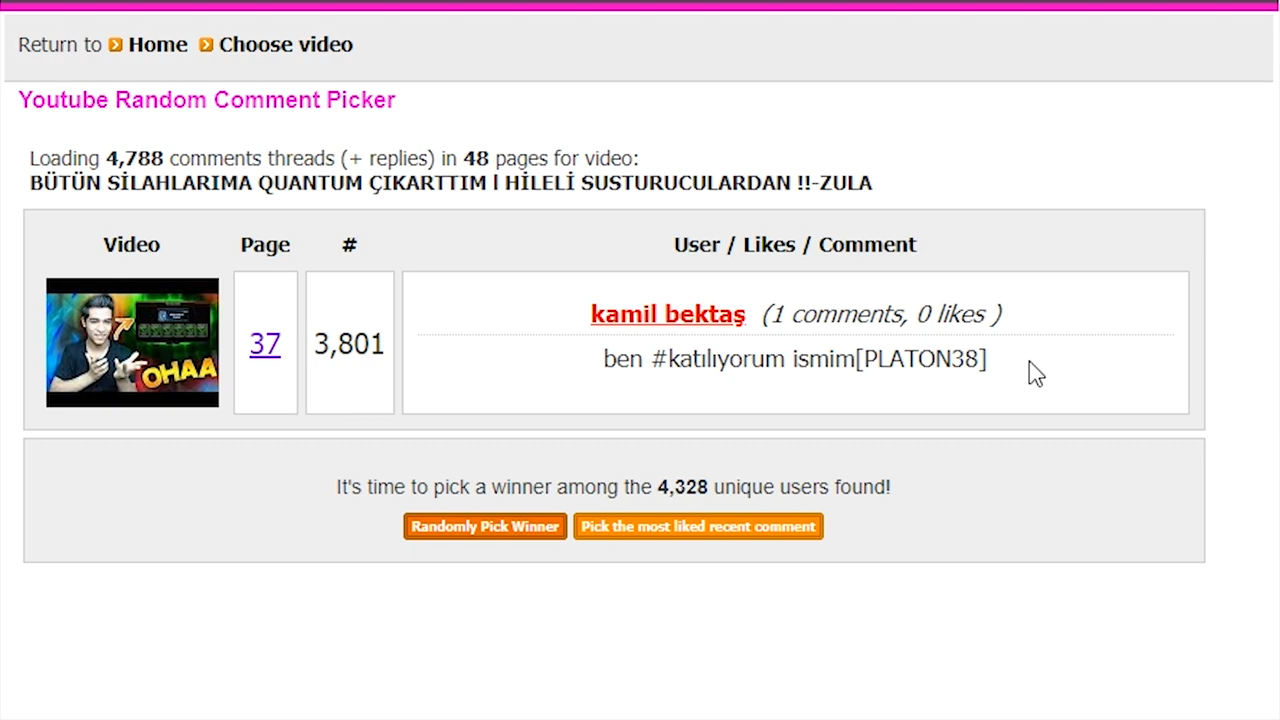 Return to Home Choose video
Youtube Random Comment Picker
Loading 4,788 comments threads (+ replies) in 48 pages for video:
BÜTÜN SİLAHLARIMA QUANTUM ÇIKARTTIM l HİLELİ SUSTURUCULARDAN !!-ZULA
Video Page # User / Likes / Comment
OHAA
37
3,801
kamil bektaş (1 comments, 0 likes )
ben #katılıyorum ismim[PLATON38]
It's time to pick a winner among the 4,328 unique users found!
Randomly Pick Winner Pick the most liked recent comment